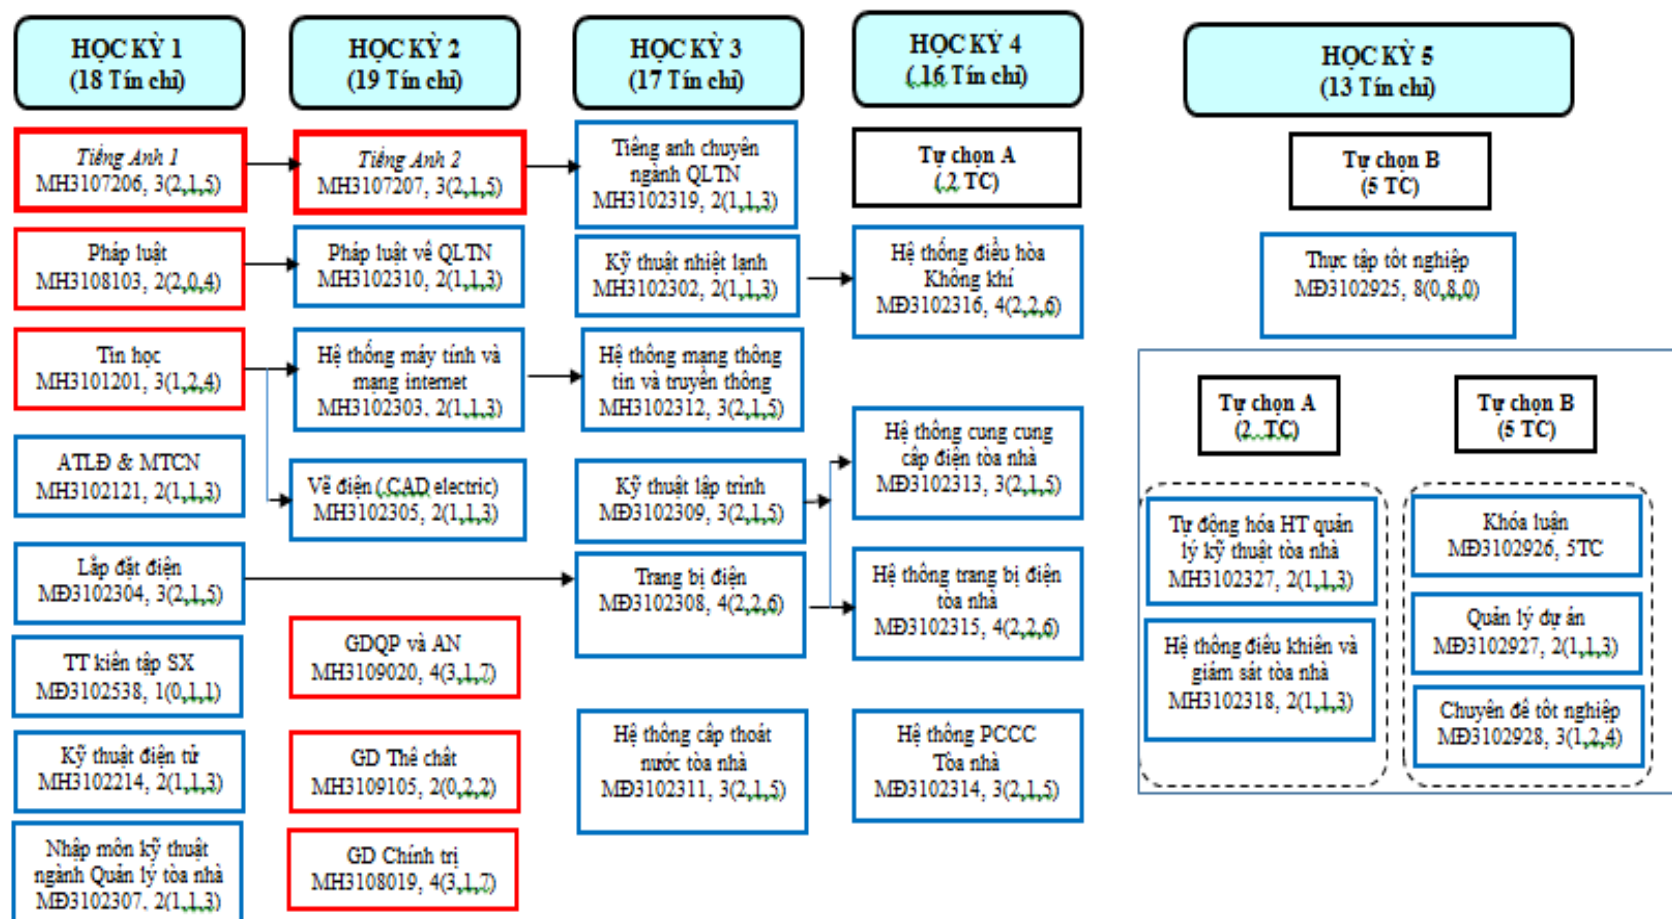 HỌC KỲ 1
(18 Tín chỉ)
Tiếng Anh 1
MH3107206, 3(2,1,5)
Pháp luật
MH3108103, 2(2,0,4)
Tin học
MH3101201, 3(1,2,4)
ATLĐ & MTCN
MH3102121, 2(1,1,3)
Lắp đặt điện
MĐ3102304, 3(2,1,5)
TT kiến tập SX
MĐ3102538, 1(0,1,1)
Kỹ thuật điện tử
MH3102214, 2(1,1,3)
Nhập môn kỹ thuật
ngành Quản lý tòa nhà
MĐ3102307, 2(1,1,3)
HỌC KỲ 2
(19 Tín chỉ)
Tiếng Anh 2
MH3107207, 3(2,1,5)
Pháp luật về QLTN
MH3102310, 2(1,1,3)
Hệ thống máy tính và
mạng internet
MH3102303, 2(1,1,3)
Vẽ điện (.CAD electric)
MH3102305, 2(1,1,3)
GDQP và AN
MH3109020, 4(3,1,7)
GD Thể chất
MH3109105, 2(0,2,2)
GD Chính trị
MH3108019, 4(3,1,7)
HỌC KỲ 3
(17 Tín chỉ)
Tiếng anh chuyên
ngành QLTN
MH3102319, 2(1,1,3)
Kỹ thuật nhiệt lạnh
MH3102302, 2(1,1,3)
Hệ thống mạng thông
tin và truyền thông
MH3102312, 3(2,1,5)
Kỹ thuật lập trình
MĐ3102309, 3(2,1,5)
Trang bị điện
MĐ3102308, 4(2,2,6)
Hệ thống cấp thoát
nước tòa nhà
MĐ3102311, 3(2,1,5)
HỌC KỲ 4
(.16 Tín chỉ)
Tự chọn A
(.2 TC)
Hệ thống điều hòa
Không khí
MĐ3102316, 4(2,2,6)
Hệ thống cung cung
cấp điện tòa nhà
MĐ3102313, 3(2,1,5)
Hệ thống trang bị điện
tòa nhà
MĐ3102315, 4(2,2,6)
Hệ thống PCCC
Tòa nhà
MĐ3102314, 3(2,1,5)
HỌC KỲ 5
(13 Tín chỉ)
Tự chọn B
(5 TC)
Thực tập tốt nghiệp
MĐ3102925, 8(0,8,0)
Tự chọn A
(2..TC)
Tự động hóa HT quản
lý kỹ thuật tòa nhà
MH3102327, 2(1,1,3)
Hệ thống điều khiển và
giám sát tòa nhà
MH3102318, 2(1,1,3)
Tự chọn B
(5 TC)
Khóa luận
MĐ3102926, 5TC
Quản lý dự án
MĐ3102927, 2(1,1,3)
Chuyên đề tốt nghiệp
MĐ3102928, 3(1,2,4)